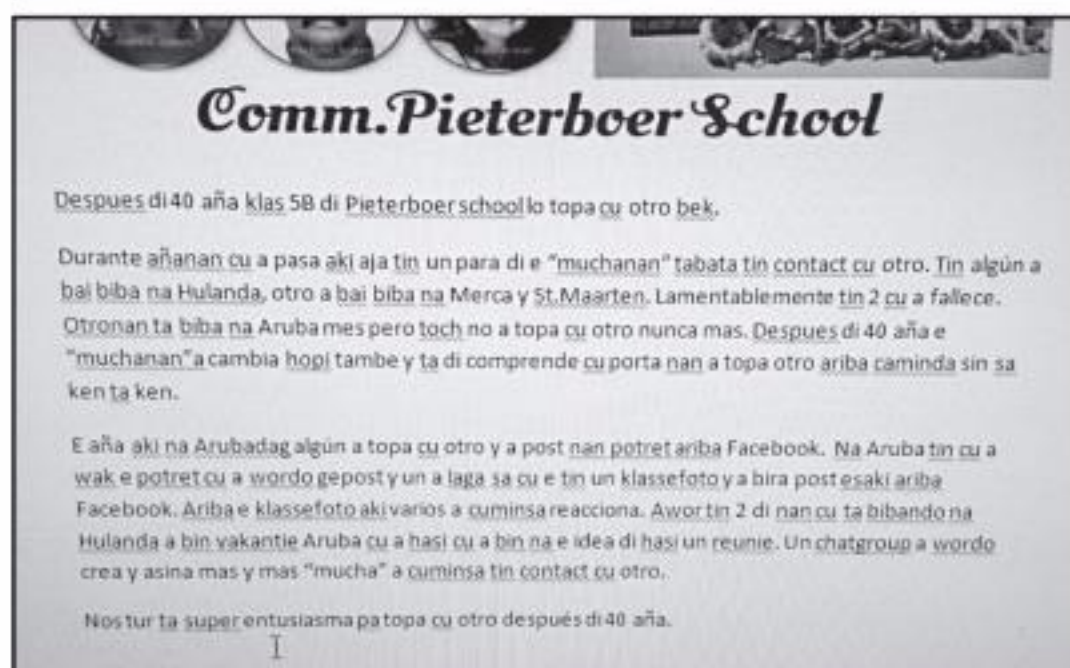 Comm.Pieterboer School
Despues di 40 aña klas 5B di Pieterboer school lo topa cu otro bek.
Durante añanan cu a pasa aki aja tin un para di e "muchanan" tabata tin contact cu otro. Tin algún a
bai biba na Hulanda, otro a bai biba na Merca y St.Maarten. Lamentablemente tin 2 cu a fallece.
Otronan ta biba na Aruba mes pero toch no a topa cu otro nunca mas. Despues di 40 aña e
"muchanan" a cambia hopi tambe y ta di comprende cu porta nan a topa otro ariba caminda sin sa
ken ta ken.
E aña aki na Arubadag algún a topa cu otro y a post nan potret ariba Facebook. Na Aruba tin cu a
wak e potret cu a wordo gepost y un a laga sa cu e tin un klassefoto y a bira post esaki ariba
Facebook. Ariba e klassefoto aki varios a cuminsa reacciona. Awor tin 2 di nan cu ta bibando na
Hulanda a bin vakantie Aruba cu a hasi cu a bin na e idea di hasi un reunie. Un chatgroup a wordo
crea y asina mas y mas "mucha" a cuminsa tin contact cu otro.
Nos tur ta super entusiasma pa topa cu otro después di 40 aña.